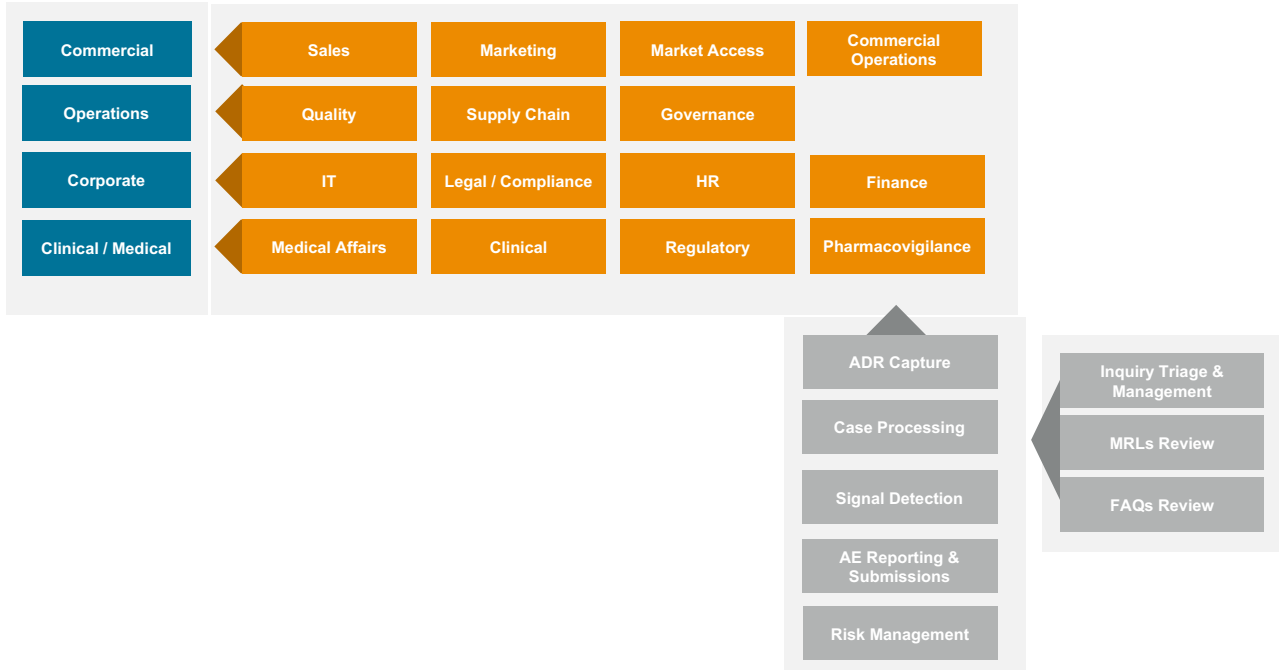 Commercial
Sales
Marketing
Market Access
Commercial
Operations
Operations
Quality
Supply Chain
Governance
Corporate
IT
Legal / Compliance
HR
Finance
Clinical / Medical
Medical Affairs
Clinical
Regulatory
Pharmacovigilance
ADR Capture
Case Processing
Signal Detection
AE Reporting &
Submissions
Risk Management
Inquiry Triage &
Management
MRLs Review
FAQs Review